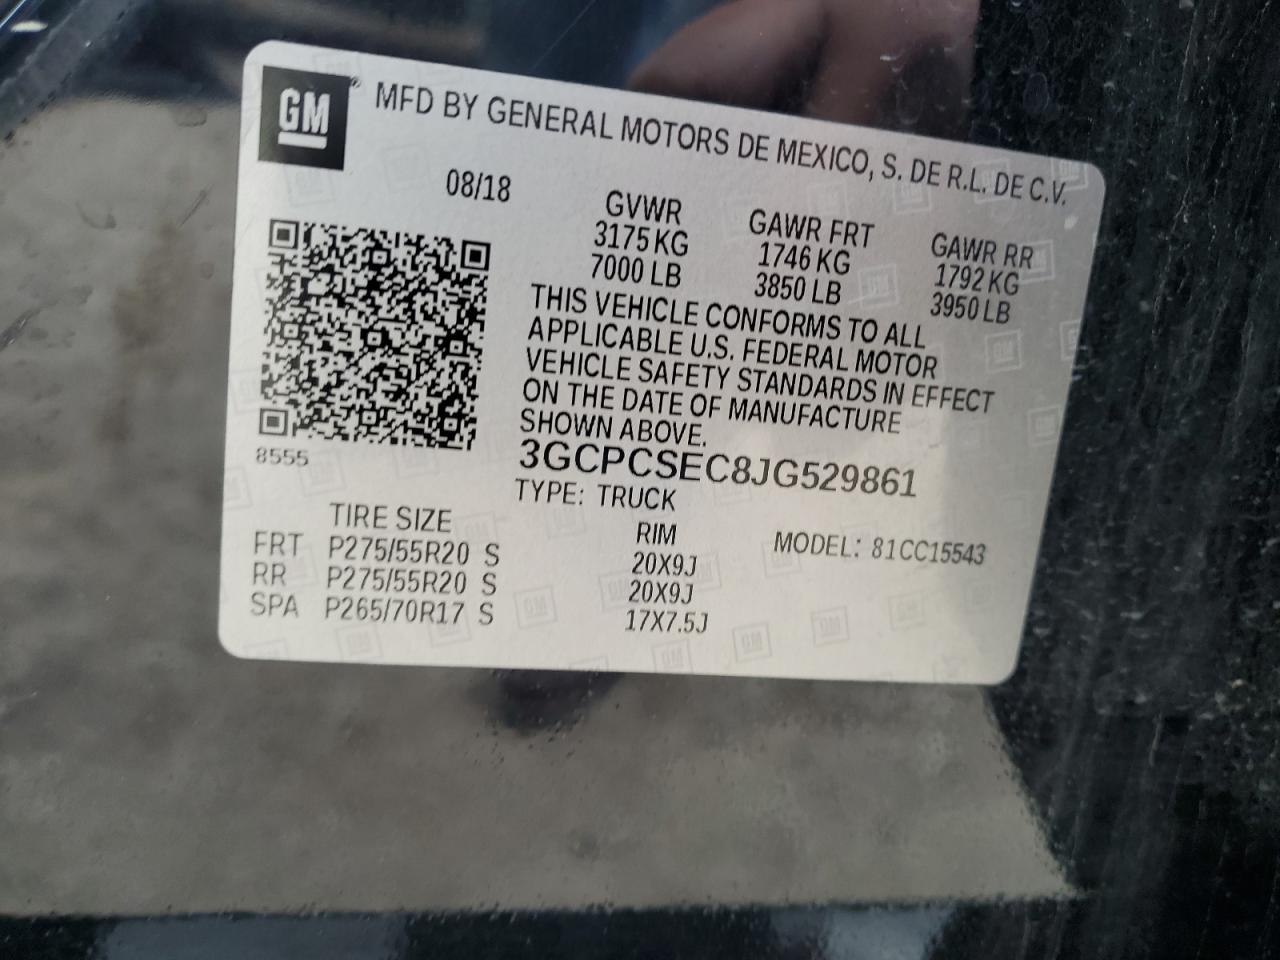 GM
MFD BY GENERAL MOTORS DE MEXICO, S. DE R.L. DE C.V.
08/18
GVWR GAWR FRT GAWR RR
3175 KG 1746 KG 1792 KG
7000 LB 3850 LB 3950 LB
THIS VEHICLE CONFORMS TO ALL
APPLICABLE U.S. FEDERAL MOTOR
VEHICLE SAFETY STANDARDS IN EFFECT
ON THE DATE OF MANUFACTURE
SHOWN ABOVE.
8555
3GCPCSEC8JG529861
TYPE: TRUCK
TIRE SIZE RIM MODEL: 81CC15543
FRT P275/55R20 S 20X9J
RR P275/55R20 S 20X9J
SPA P265/70R17 S 17X7.5J